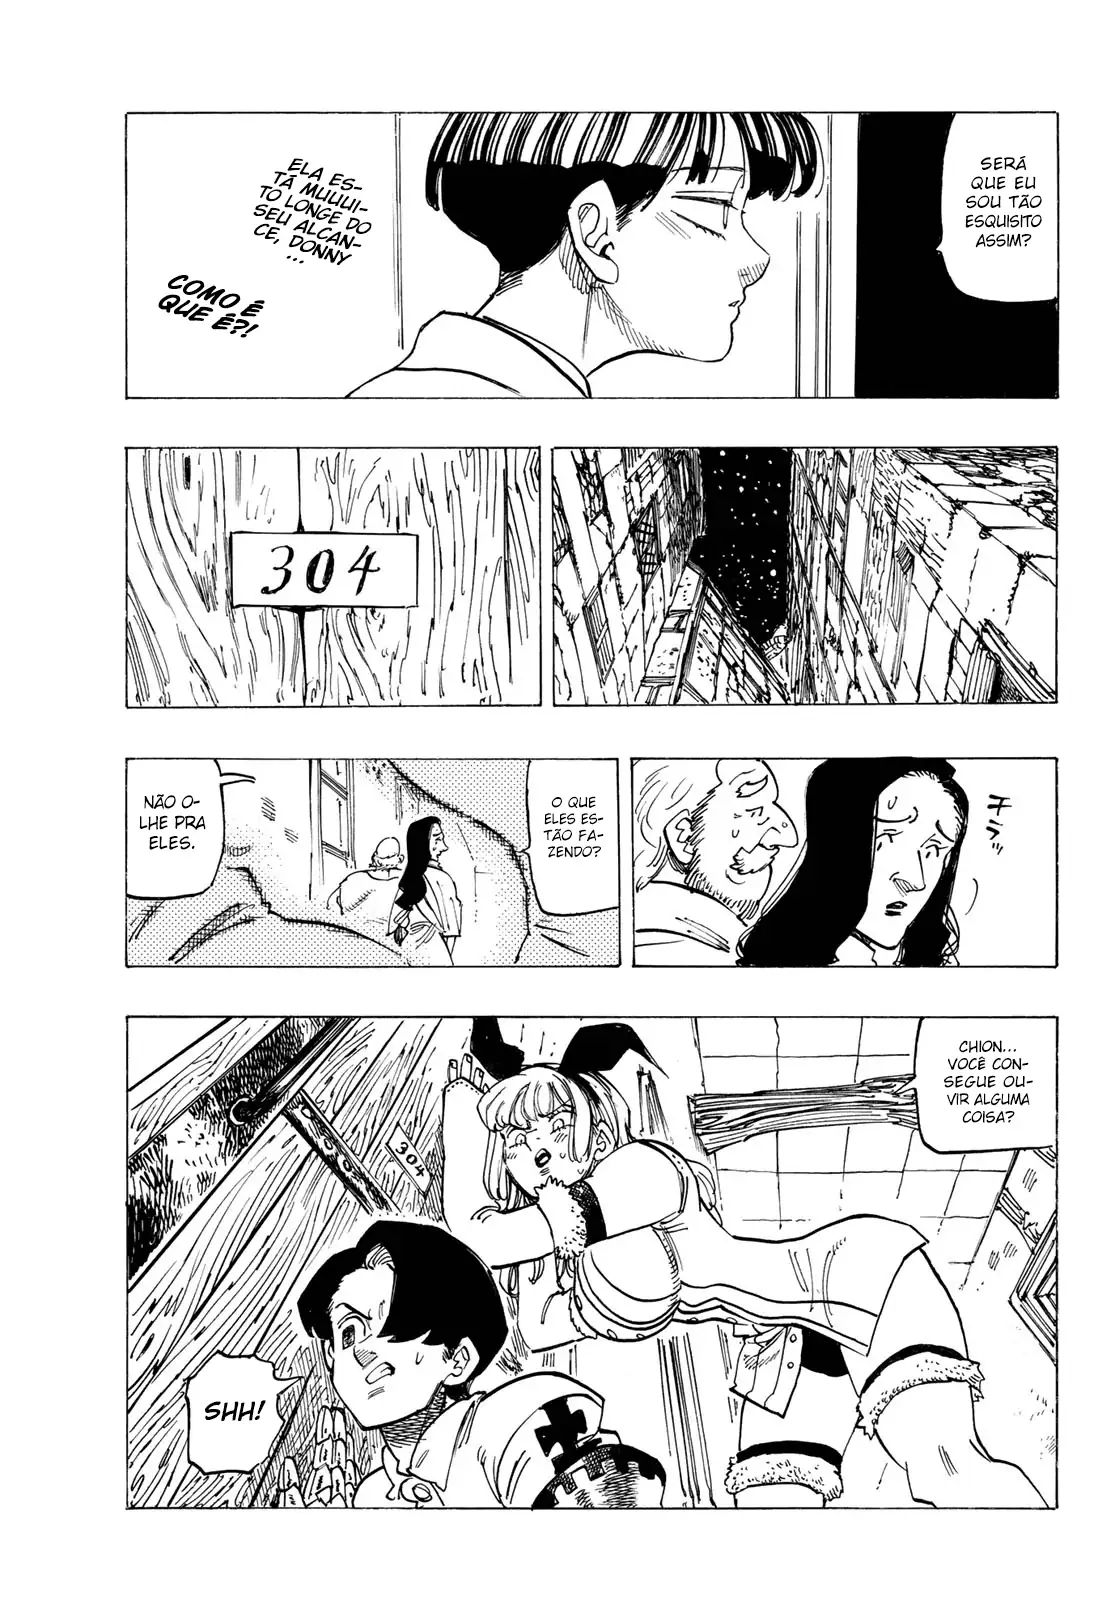 SERÁ
QUE EU
SOU TÃO
ESQUISITO
ASSIM?
ELA ES-
TÁ MUUUI-
TO LONGE DO
SEU ALCAN-
CE, DONNY
...
COMO É
QUE É?!
304
チラ…
O QUE
ELES ES-
TÃO FA-
ZENDO?
NÃO O-
LHE PRA
ELES.
CHION...
VOCÊ CON-
SEGUE OU-
VIR ALGUMA
COISA?
304
SHH!